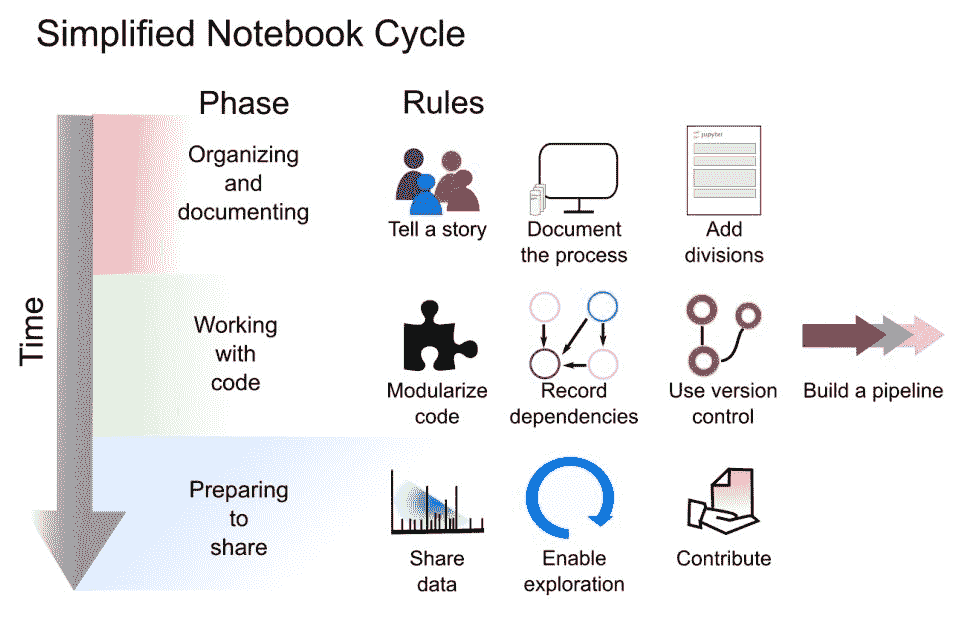 Simplified Notebook Cycle
Phase
Rules
Time
Organizing
and
documenting
Tell a story
Document
the process
jupyter
Add
divisions
Working
with
code
Modularize
code
Record
dependencies
Use version
control
Build a pipeline
Preparing
to
share
Share
data
Enable
exploration
Contribute